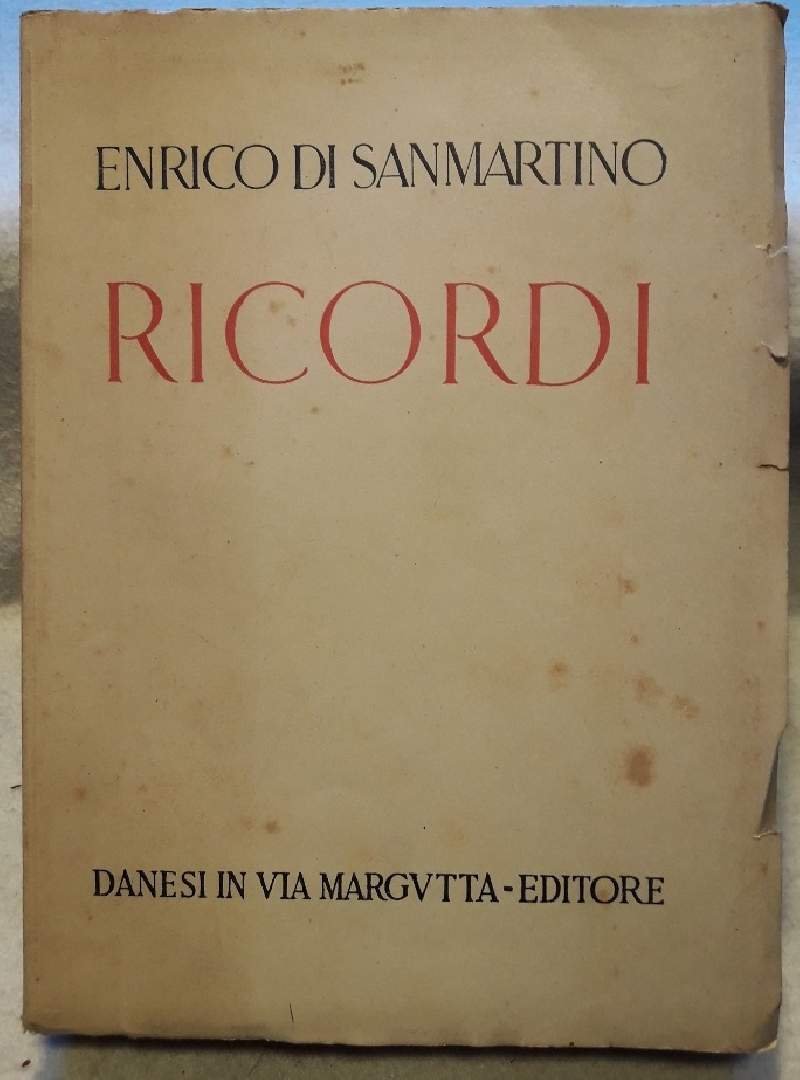 ENRICO DI SANMARTINO
RICORDI
DANESI IN VIA MARGVTTA-EDITORE